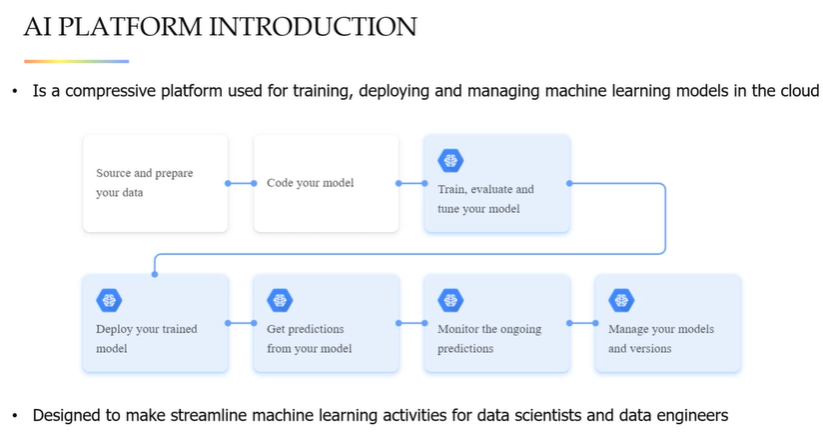 AI PLATFORM INTRODUCTION
• Is a compressive platform used for training, deploying and managing machine learning models in the cloud
Source and prepare
your data
Code your model
Train, evaluate and
tune your model
Deploy your trained
model
Get predictions
from your model
Monitor the ongoing
predictions
Manage your models
and versions
• Designed to make streamline machine learning activities for data scientists and data engineers